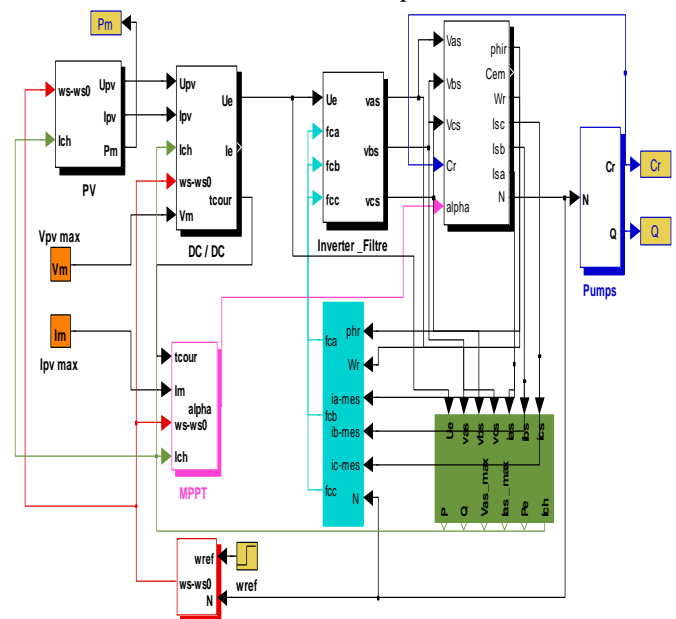 Pm
ws-ws0
Ich
Upv
Ipv
Pm
PV
Upv
Ipv
Ich
ws-ws0
Vm
Ue
Ie
tcour
DC / DC
Ue
fca
fcb
fcc
vas
vbs
vcs
Inverter _Filtre
Vas
Vbs
Vcs
Cr
alpha
phir
Cem
Wr
Isc
Isb
Isa
N
N
Cr
Q
Pumps
Cr
Q
Vpv max
Vm
Im
Ipv max
tcour
Im
alpha
ws-ws0
Ich
MPPT
fca
fcb
fcc
phr
Wr
ia-mes
ib-mes
ic-mes
N
Ue
vas
vbs
vcs
ias
ibs
ics
P
Q
Vas_max
Ias_max
Pe
Ich
wref
ws-ws0
N
wref